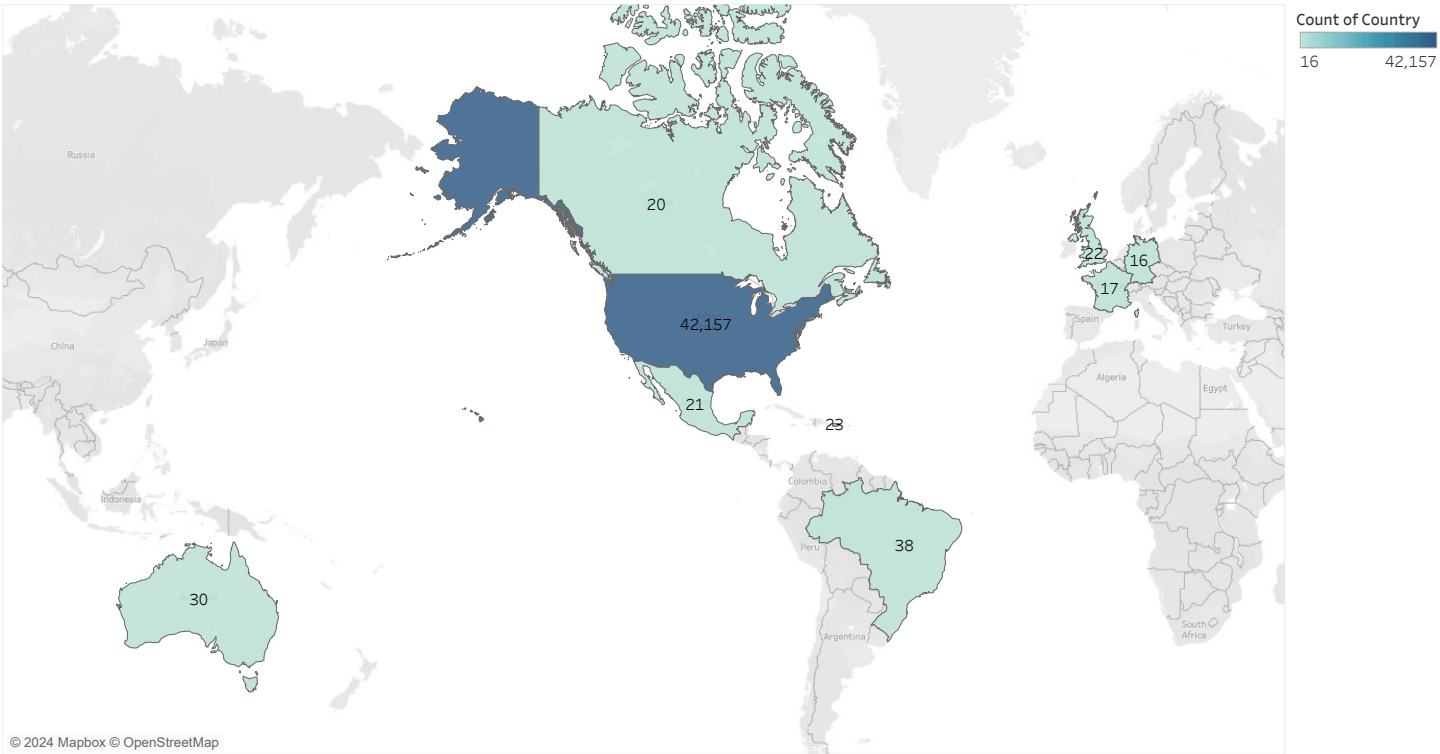 Count of Country
16 42,157
Russia
20
22
16
17
China
Japan
42,157
Spain
Turkey
Algeria
Egypt
21
23
Colombia
Indonesia
38
Peru
30
South
Africa
Argentina
© 2024 Mapbox © OpenStreetMap